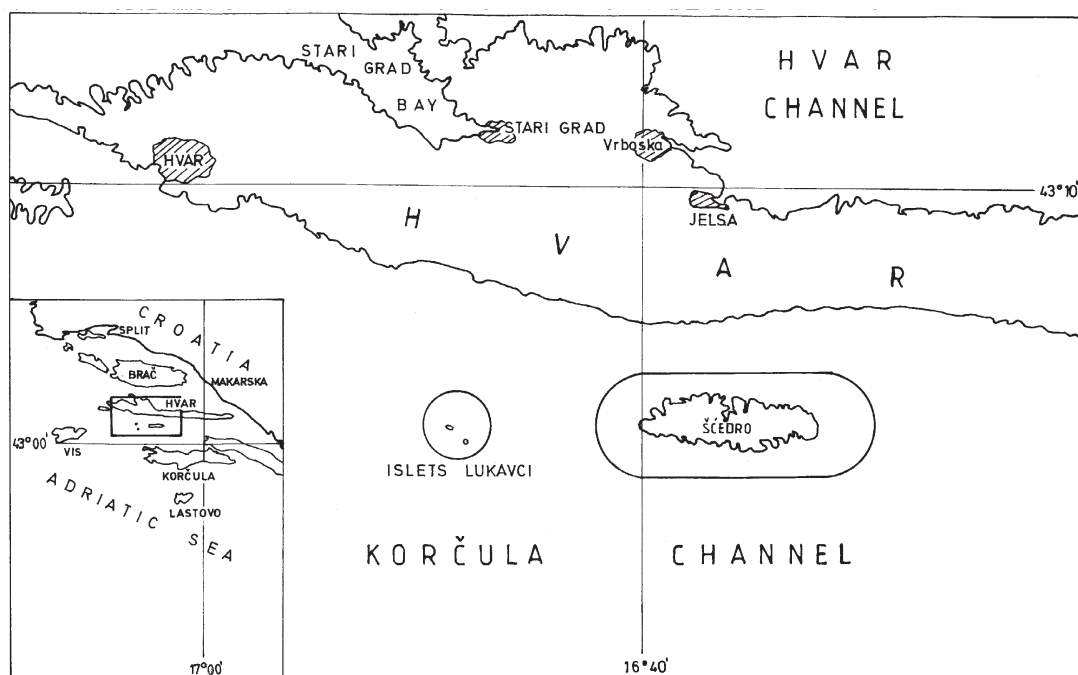 STARI
GRAD
BAY
HVAR
CHANNEL
STARI GRAD
Vrboska
HVAR
43°10'
JELSA
H V A R
CROATIA
SPLIT
BRAČ
MAKARSKA
HVAR
43°00'
VIS
KORČULA
LASTOVO
ADRIATIC SEA
17°00'
ISLETS LUKAVCI
ŠĆEDRO
KORČULA CHANNEL
16°40'